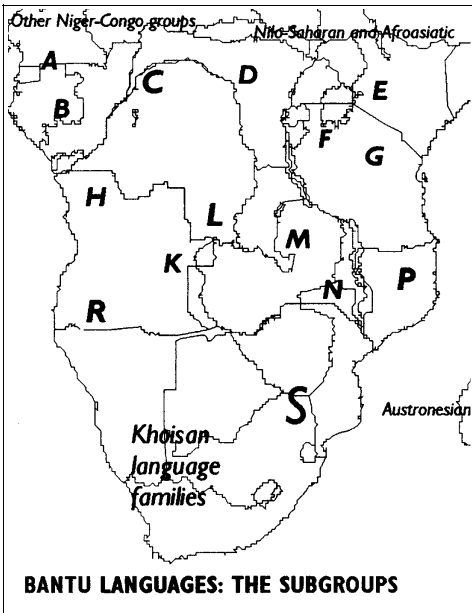 Other Niger-Congo groups
Nilo-Saharan and Afroasiatic
A
B
C
D
E
F
G
H
L
K
M
N
P
R
S
Austronesian
Khoisan
language
families
BANTU LANGUAGES: THE SUBGROUPS